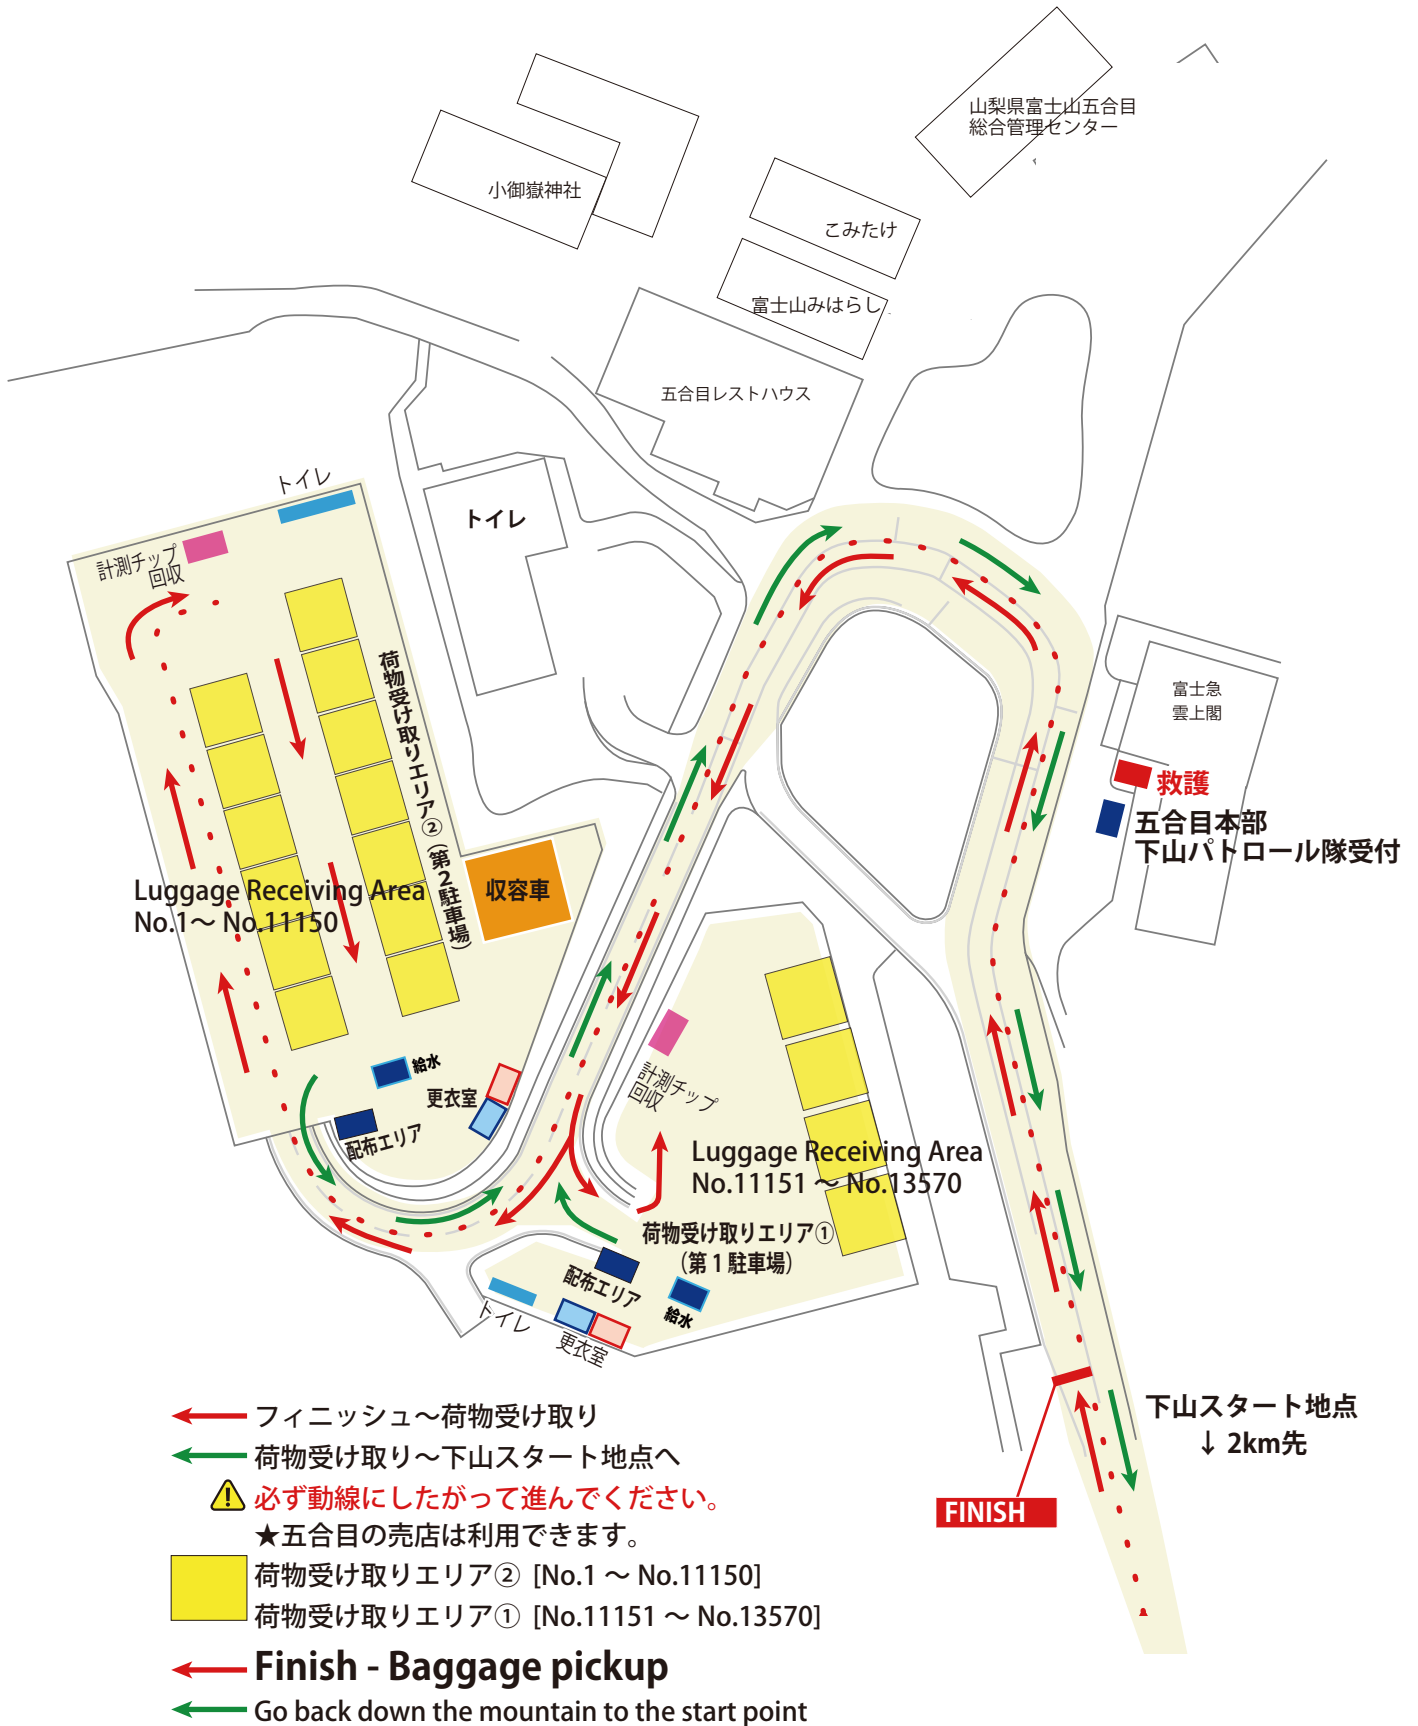 山梨県富士山五合目
総合管理センター
小御嶽神社
こみたけ
富士山みはらし
五合目レストハウス
トイレ
トイレ
計測チップ
回収
荷物受け取りエリア②(第2駐車場)
富士急
雲上閣
救護
五合目本部
下山パトロール隊受付
収容車
Luggage Receiving Area
No.1～ No.11150
給水
更衣室
配布エリア
計測チップ
回収
Luggage Receiving Area
No.11151 ～ No.13570
荷物受け取りエリア①
(第１駐車場)
配布エリア
給水
トイレ
更衣室
下山スタート地点
↓ 2km先
FINISH
フィニッシュ～荷物受け取り
荷物受け取り～下山スタート地点へ
必ず動線にしたがって進んでください。
★五合目の売店は利用できます。
荷物受け取りエリア② [No.1 ～ No.11150]
荷物受け取りエリア① [No.11151 ～ No.13570]
Finish - Baggage pickup
Go back down the mountain to the start point